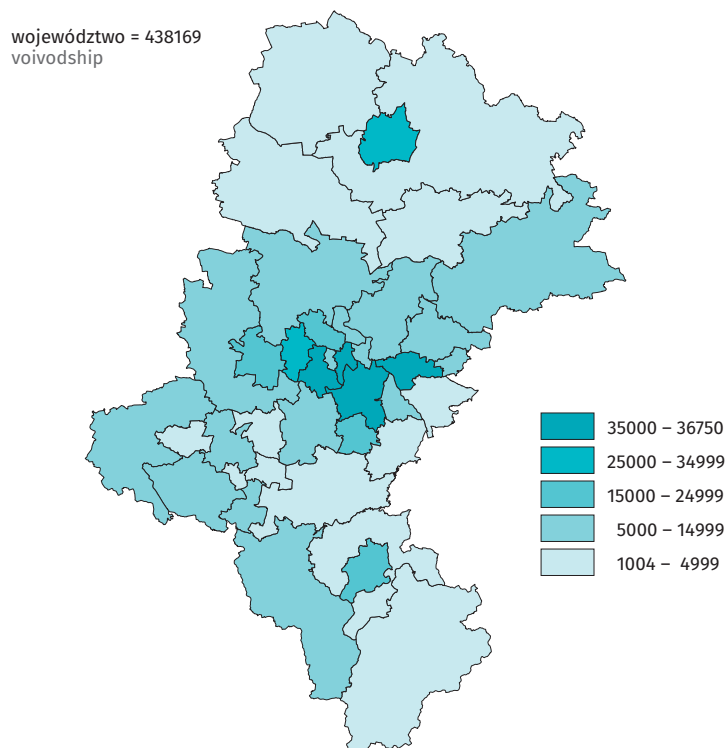 województwo = 438169
voivodship
35000 – 36750
25000 – 34999
15000 – 24999
5000 – 14999
1004 – 4999